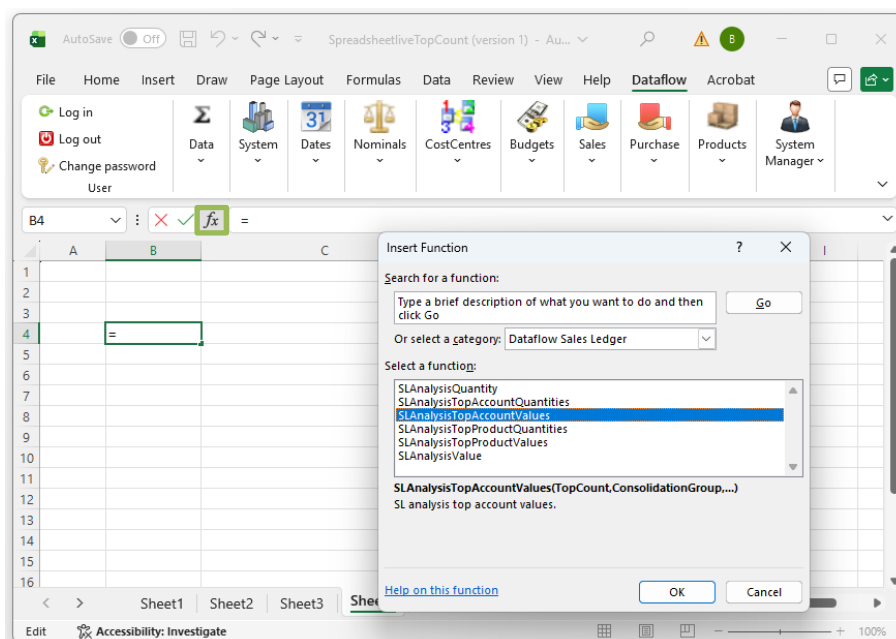 AutoSave Off SpreadsheetliveTopCount (version 1) - Au... B
File Home Insert Draw Page Layout Formulas Data Review View Help Dataflow Acrobat
Log in
Log out
Change password
User
Σ
31
Data System Dates Nominals CostCentres Budgets Sales Purchase Products System
Manager
B4 fx =
A B C I
1
2
3
4 =
5
6
7
8
9
10
11
12
13
14
15
16
Insert Function ?
Search for a function:
Type a brief description of what you want to do and then
click Go
Go
Or select a category: Dataflow Sales Ledger
Select a function:
SLAnalysisQuantity
SLAnalysisTopAccountQuantities
SLAnalysisTopAccountValues
SLAnalysisTopProductQuantities
SLAnalysisTopProductValues
SLAnalysisValue
SLAnalysisTopAccountValues(TopCount,ConsolidationGroup,...)
SL analysis top account values.
Help on this function OK Cancel
Sheet1 Sheet2 Sheet3 Shee
Edit Accessibility: Investigate 100%